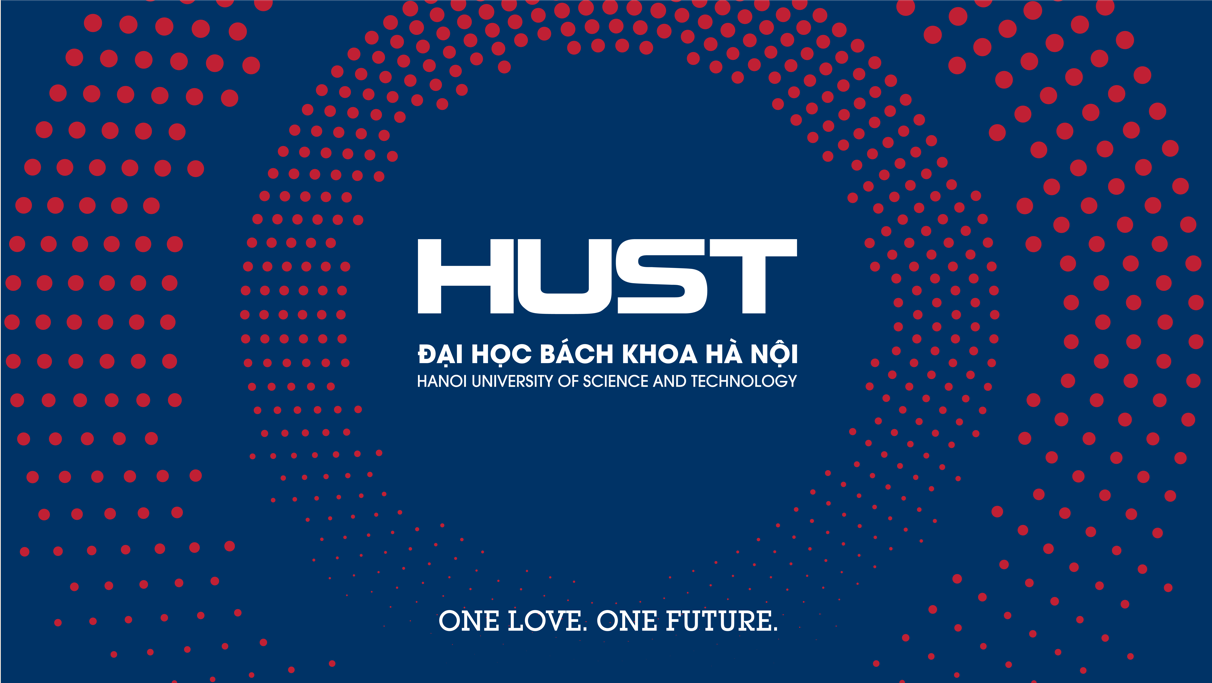 HUST
ĐẠI HỌC BÁCH KHOA HÀ NỘI
HANOI UNIVERSITY OF SCIENCE AND TECHNOLOGY
ONE LOVE. ONE FUTURE.